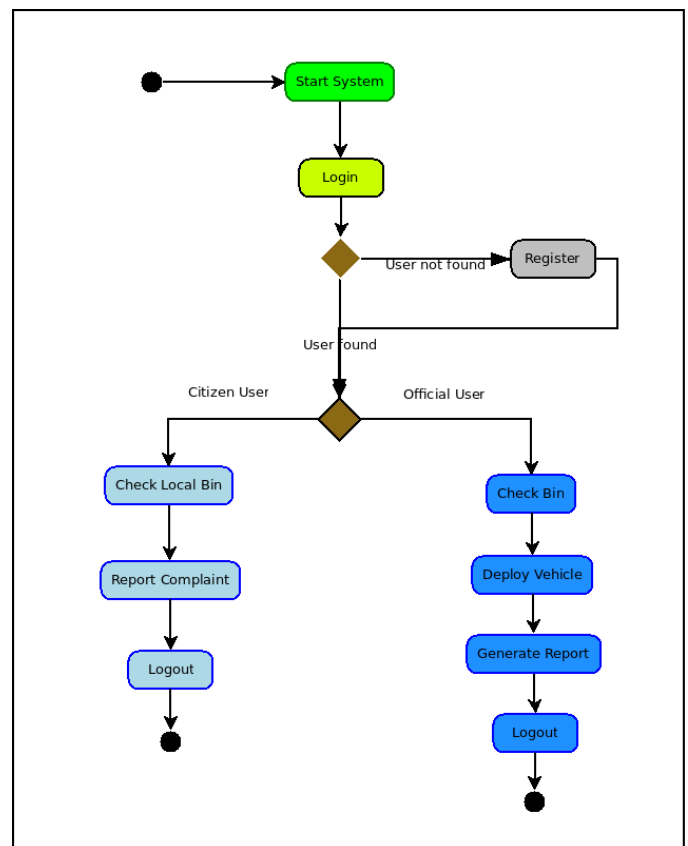 Start System
Login
User not found
Register
User found
Citizen User
Official User
Check Local Bin
Check Bin
Report Complaint
Deploy Vehicle
Generate Report
Logout
Logout